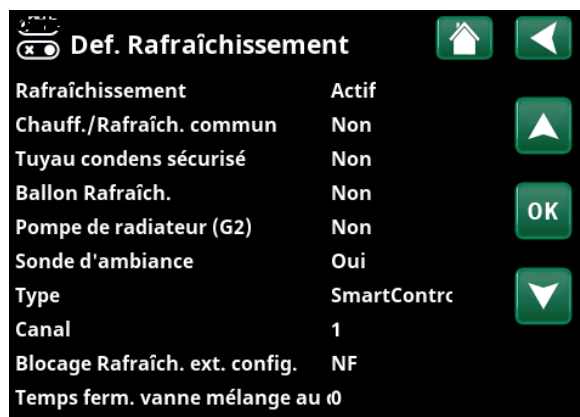 Def. Rafraîchissement
Rafraîchissement Actif
Chauff./Rafraîch. commun Non
Tuyau condens sécurisé Non
Ballon Rafraîch. Non
Pompe de radiateur (G2) Non
Sonde d'ambiance Oui
Type SmartContrc
Canal 1
Blocage Rafraîch. ext. config. NF
Temps ferm. vanne mélange au 0
OK